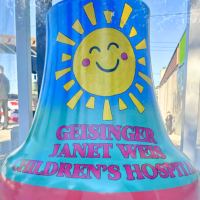 GEISINGER
JANET WEIS
CHILDREN'S HOSPITAL